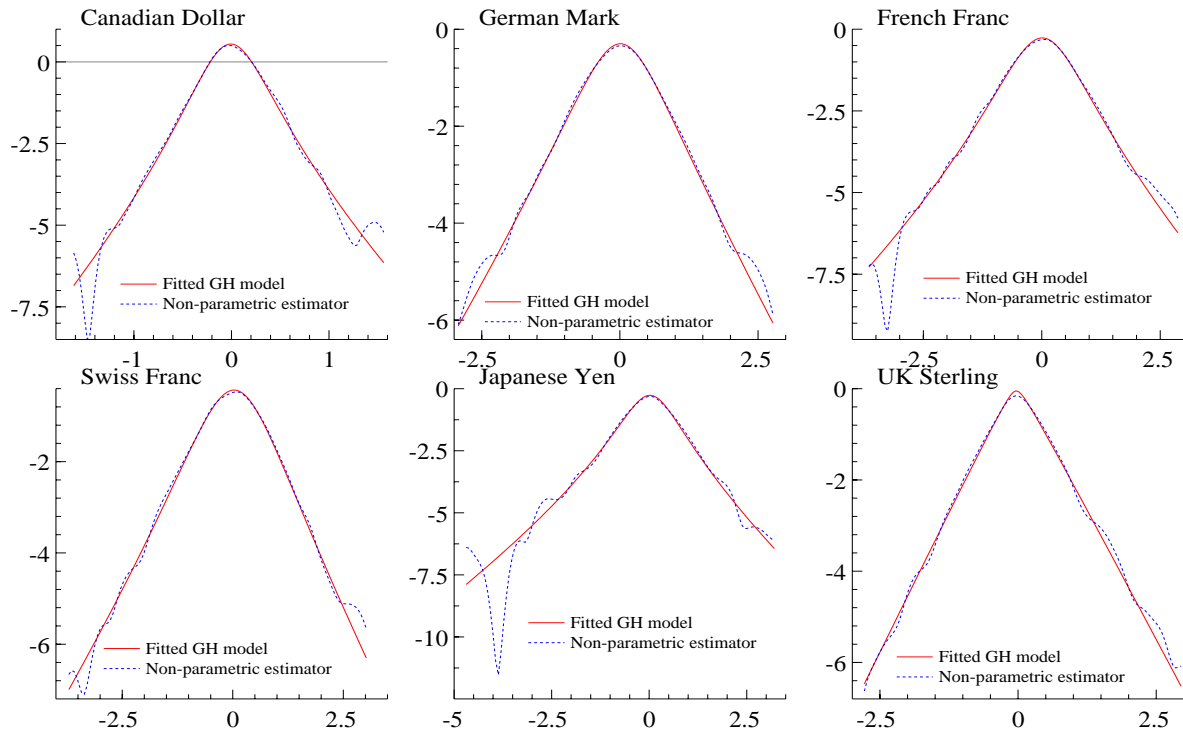 Canadian Dollar
0
-2.5
-5
-7.5
-1
0
1
Fitted GH model
Non-parametric estimator
German Mark
0
-2
-4
-6
-2.5
0
2.5
Fitted GH model
Non-parametric estimator
French Franc
0
-2.5
-5
-7.5
-2.5
0
2.5
Fitted GH model
Non-parametric estimator
Swiss Franc
-2
-4
-6
-2.5
0
2.5
Fitted GH model
Non-parametric estimator
Japanese Yen
0
-2.5
-5
-7.5
-10
-5
-2.5
0
2.5
Fitted GH model
Non-parametric estimator
UK Sterling
0
-2
-4
-6
-2.5
0
2.5
Fitted GH model
Non-parametric estimator